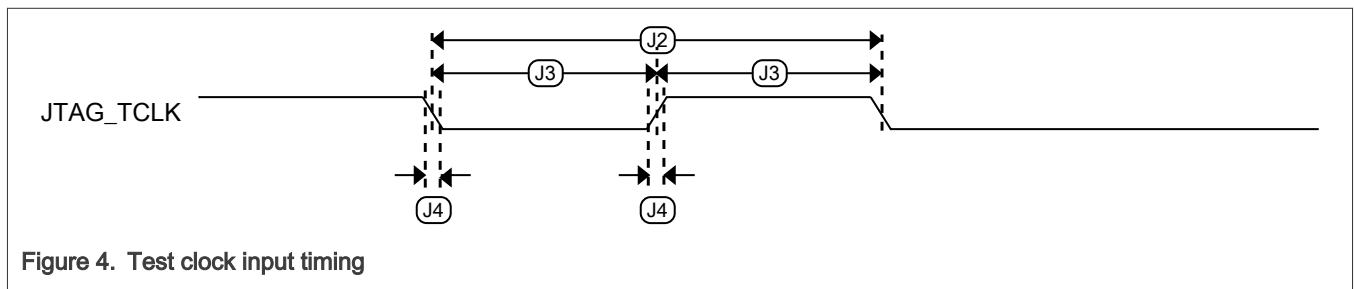 J2
J3 J3
JTAG_TCLK
J4 J4
Figure 4. Test clock input timing